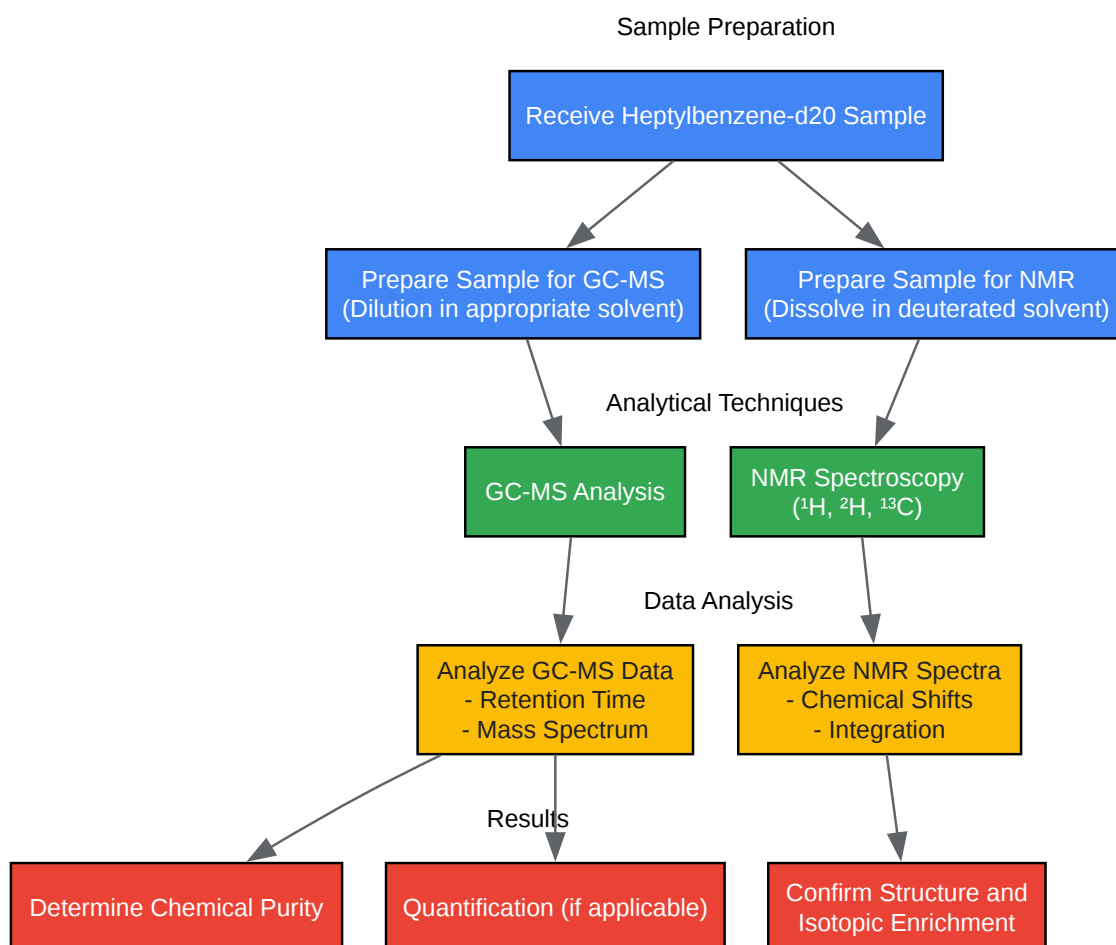 Sample Preparation
Receive Heptylbenzene-d20 Sample
Prepare Sample for GC-MS
(Dilution in appropriate solvent)
Prepare Sample for NMR
(Dissolve in deuterated solvent)
Analytical Techniques
GC-MS Analysis
NMR Spectroscopy
(¹H, ²H, ¹³C)
Data Analysis
Analyze GC-MS Data
- Retention Time
- Mass Spectrum
Analyze NMR Spectra
- Chemical Shifts
- Integration
Results
Determine Chemical Purity
Quantification (if applicable)
Confirm Structure and
Isotopic Enrichment